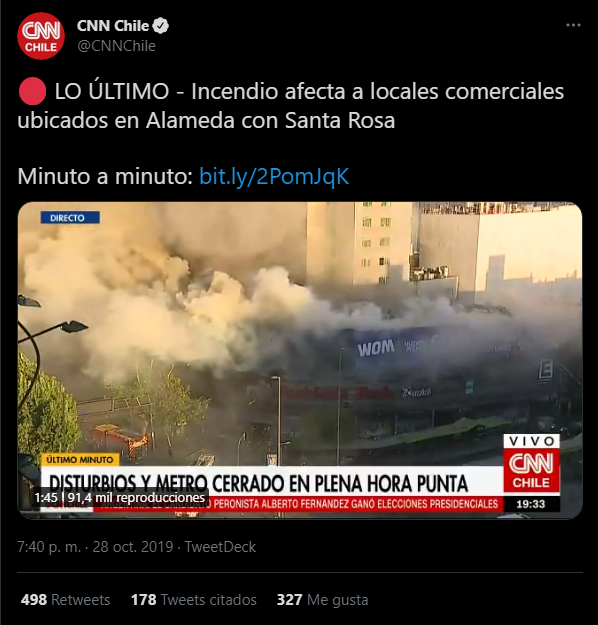 CNN
CHILE
CNN Chile
@CNNChile
LO ÚLTIMO - Incendio afecta a locales comerciales
ubicados en Alameda con Santa Rosa
Minuto a minuto: bit.ly/2PomJqK
DIRECTO
WOM
VIVO
ÚLTIMO MINUTO
CNN
CHILE
DISTURBIOS Y METRO CERRADO EN PLENA HORA PUNTA
1:45 | 91,4 mil reproducciones
PERONISTA ALBERTO FERNANDEZ GANÓ ELECCIONES PRESIDENCIALES
19:33
7:40 p. m. · 28 oct. 2019 · TweetDeck
498 Retweets 178 Tweets citados 327 Me gusta